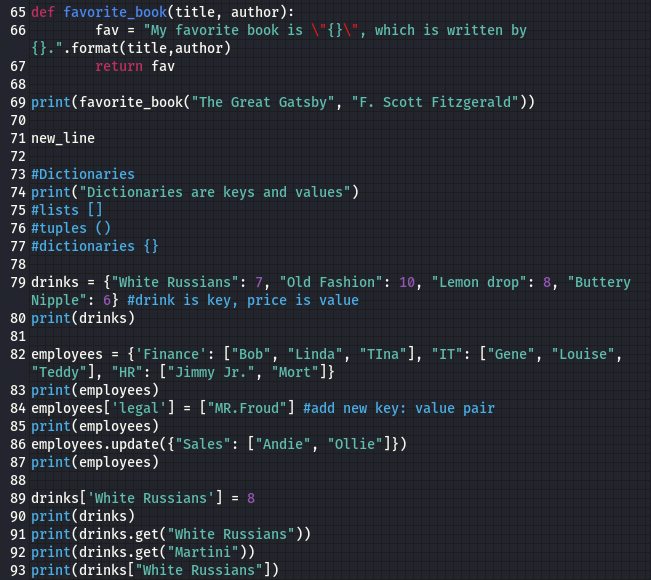 65 def favorite_book(title, author):
66         fav = "My favorite book is \"{}\", which is written by
{}.".format(title,author)
67         return fav
68
69 print(favorite_book("The Great Gatsby", "F. Scott Fitzgerald"))
70
71 new_line
72
73 #Dictionaries
74 print("Dictionaries are keys and values")
75 #lists []
76 #tuples ()
77 #dictionaries {}
78
79 drinks = {"White Russians": 7, "Old Fashion": 10, "Lemon drop": 8, "Buttery
Nipple": 6} #drink is key, price is value
80 print(drinks)
81
82 employees = {'Finance': ["Bob", "Linda", "TIna"], "IT": ["Gene", "Louise",
"Teddy"], "HR": ["Jimmy Jr.", "Mort"]}
83 print(employees)
84 employees['legal'] = ["MR.Froud"] #add new key: value pair
85 print(employees)
86 employees.update({"Sales": ["Andie", "Ollie"]})
87 print(employees)
88
89 drinks['White Russians'] = 8
90 print(drinks)
91 print(drinks.get("White Russians"))
92 print(drinks.get("Martini"))
93 print(drinks["White Russians"])